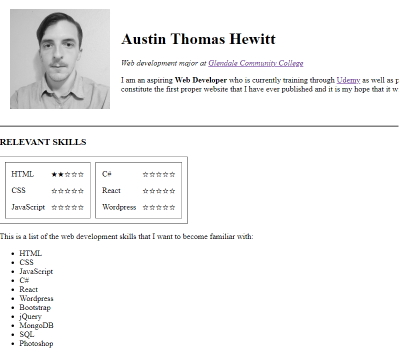 Austin Thomas Hewitt
Web development major at Glendale Community College
I am an aspiring Web Developer who is currently training through Udemy as well as
constitute the first proper website that I have ever published and it is my hope that it
RELEVANT SKILLS
HTML ★★☆☆☆ C# ☆☆☆☆☆
CSS ☆☆☆☆☆ React ☆☆☆☆☆
JavaScript ☆☆☆☆☆ Wordpress ☆☆☆☆☆
This is a list of the web development skills that I want to become familiar with:
• HTML
• CSS
• JavaScript
• C#
• React
• Wordpress
• Bootstrap
• jQuery
• MongoDB
• SQL
• Photoshop